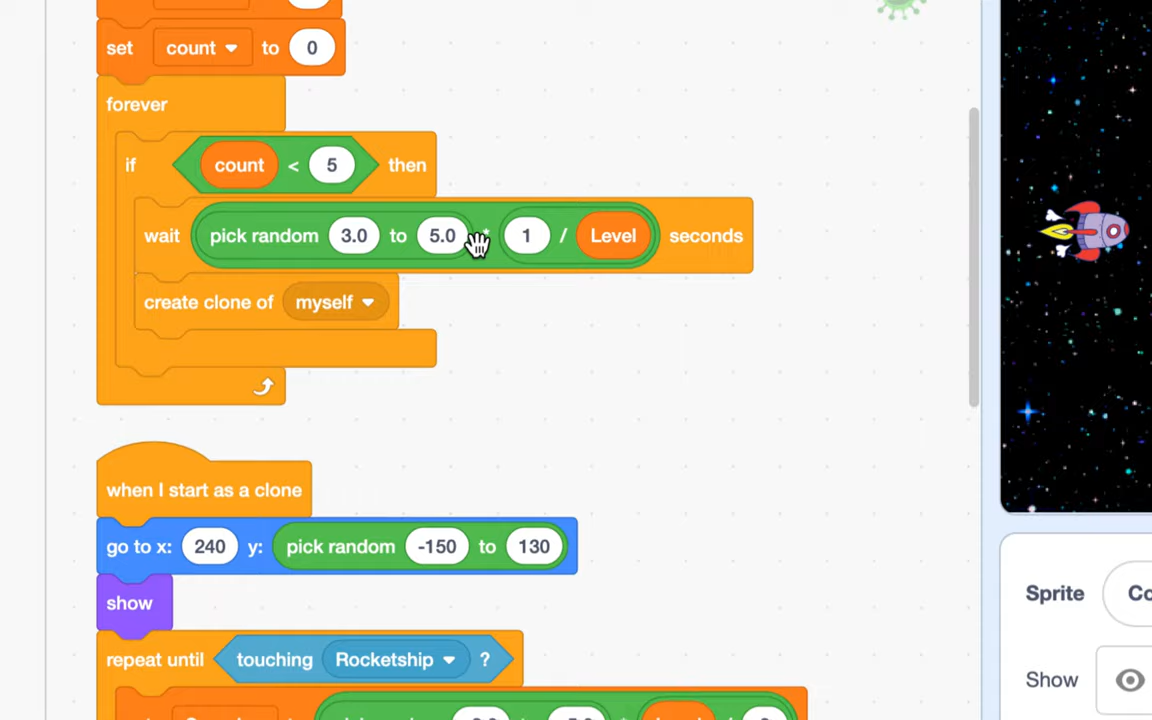 set count to 0
forever
if count < 5 then
wait pick random 3.0 to 5.0 * 1 / Level seconds
create clone of myself
when I start as a clone
go to x: 240 y: pick random -150 to 130
show
repeat until touching Rocketship ?
Sprite Co
Show